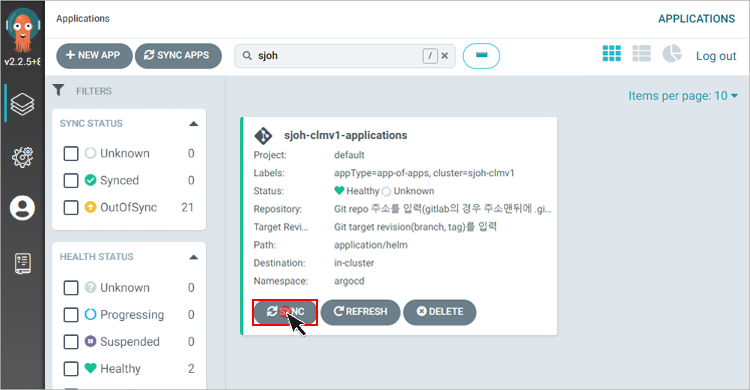 Applications
APPLICATIONS
v2.2.5+8
NEW APP
SYNC APPS
sjoh
/
Log out
FILTERS
Items per page: 10
SYNC STATUS
Unknown 0
Synced 0
OutOfSync 21
HEALTH STATUS
Unknown 0
Progressing 0
Suspended 0
Healthy 2
sjoh-clmv1-applications
Project: default
Labels: appType=app-of-apps, cluster=sjoh-clmv1
Status: Healthy Unknown
Repository: Git repo 주소를 입력(gitlab의 경우 주소맨뒤에 .gi...
Target Revi... Git target revision(branch, tag)를 입력
Path: application/helm
Destination: in-cluster
Namespace: argocd
SYNC
REFRESH
DELETE